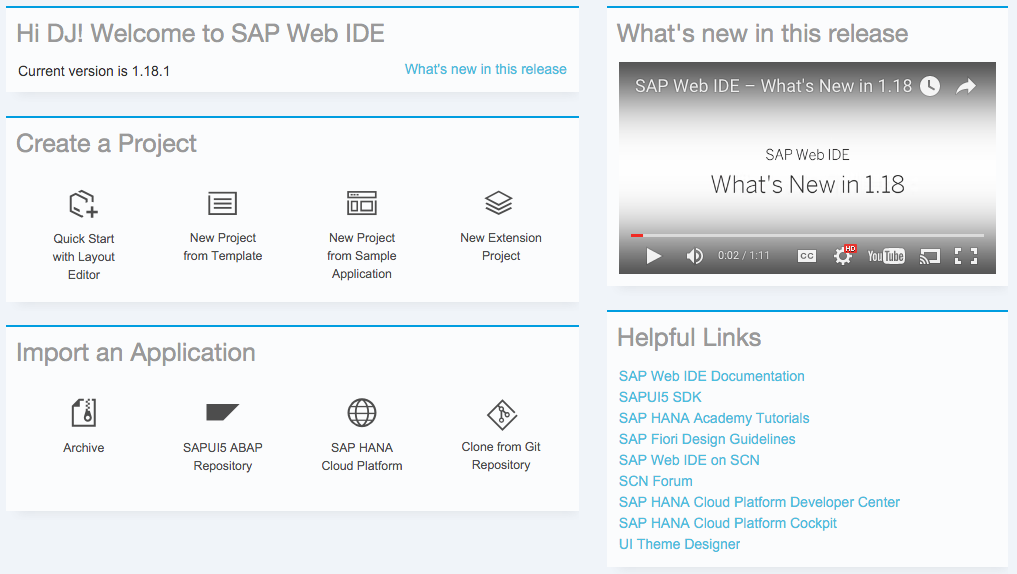 Hi DJ! Welcome to SAP Web IDE
Current version is 1.18.1
What's new in this release
Create a Project
Quick Start
with Layout
Editor
New Project
from Template
New Project
from Sample
Application
New Extension
Project
Import an Application
Archive
SAPUI5 ABAP
Repository
SAP HANA
Cloud Platform
Clone from Git
Repository
What's new in this release
SAP Web IDE – What's New in 1.18
SAP Web IDE
What's New in 1.18
0:02 / 1:11
CC
HD
YouTube
Helpful Links
SAP Web IDE Documentation
SAPUI5 SDK
SAP HANA Academy Tutorials
SAP Fiori Design Guidelines
SAP Web IDE on SCN
SCN Forum
SAP HANA Cloud Platform Developer Center
SAP HANA Cloud Platform Cockpit
UI Theme Designer